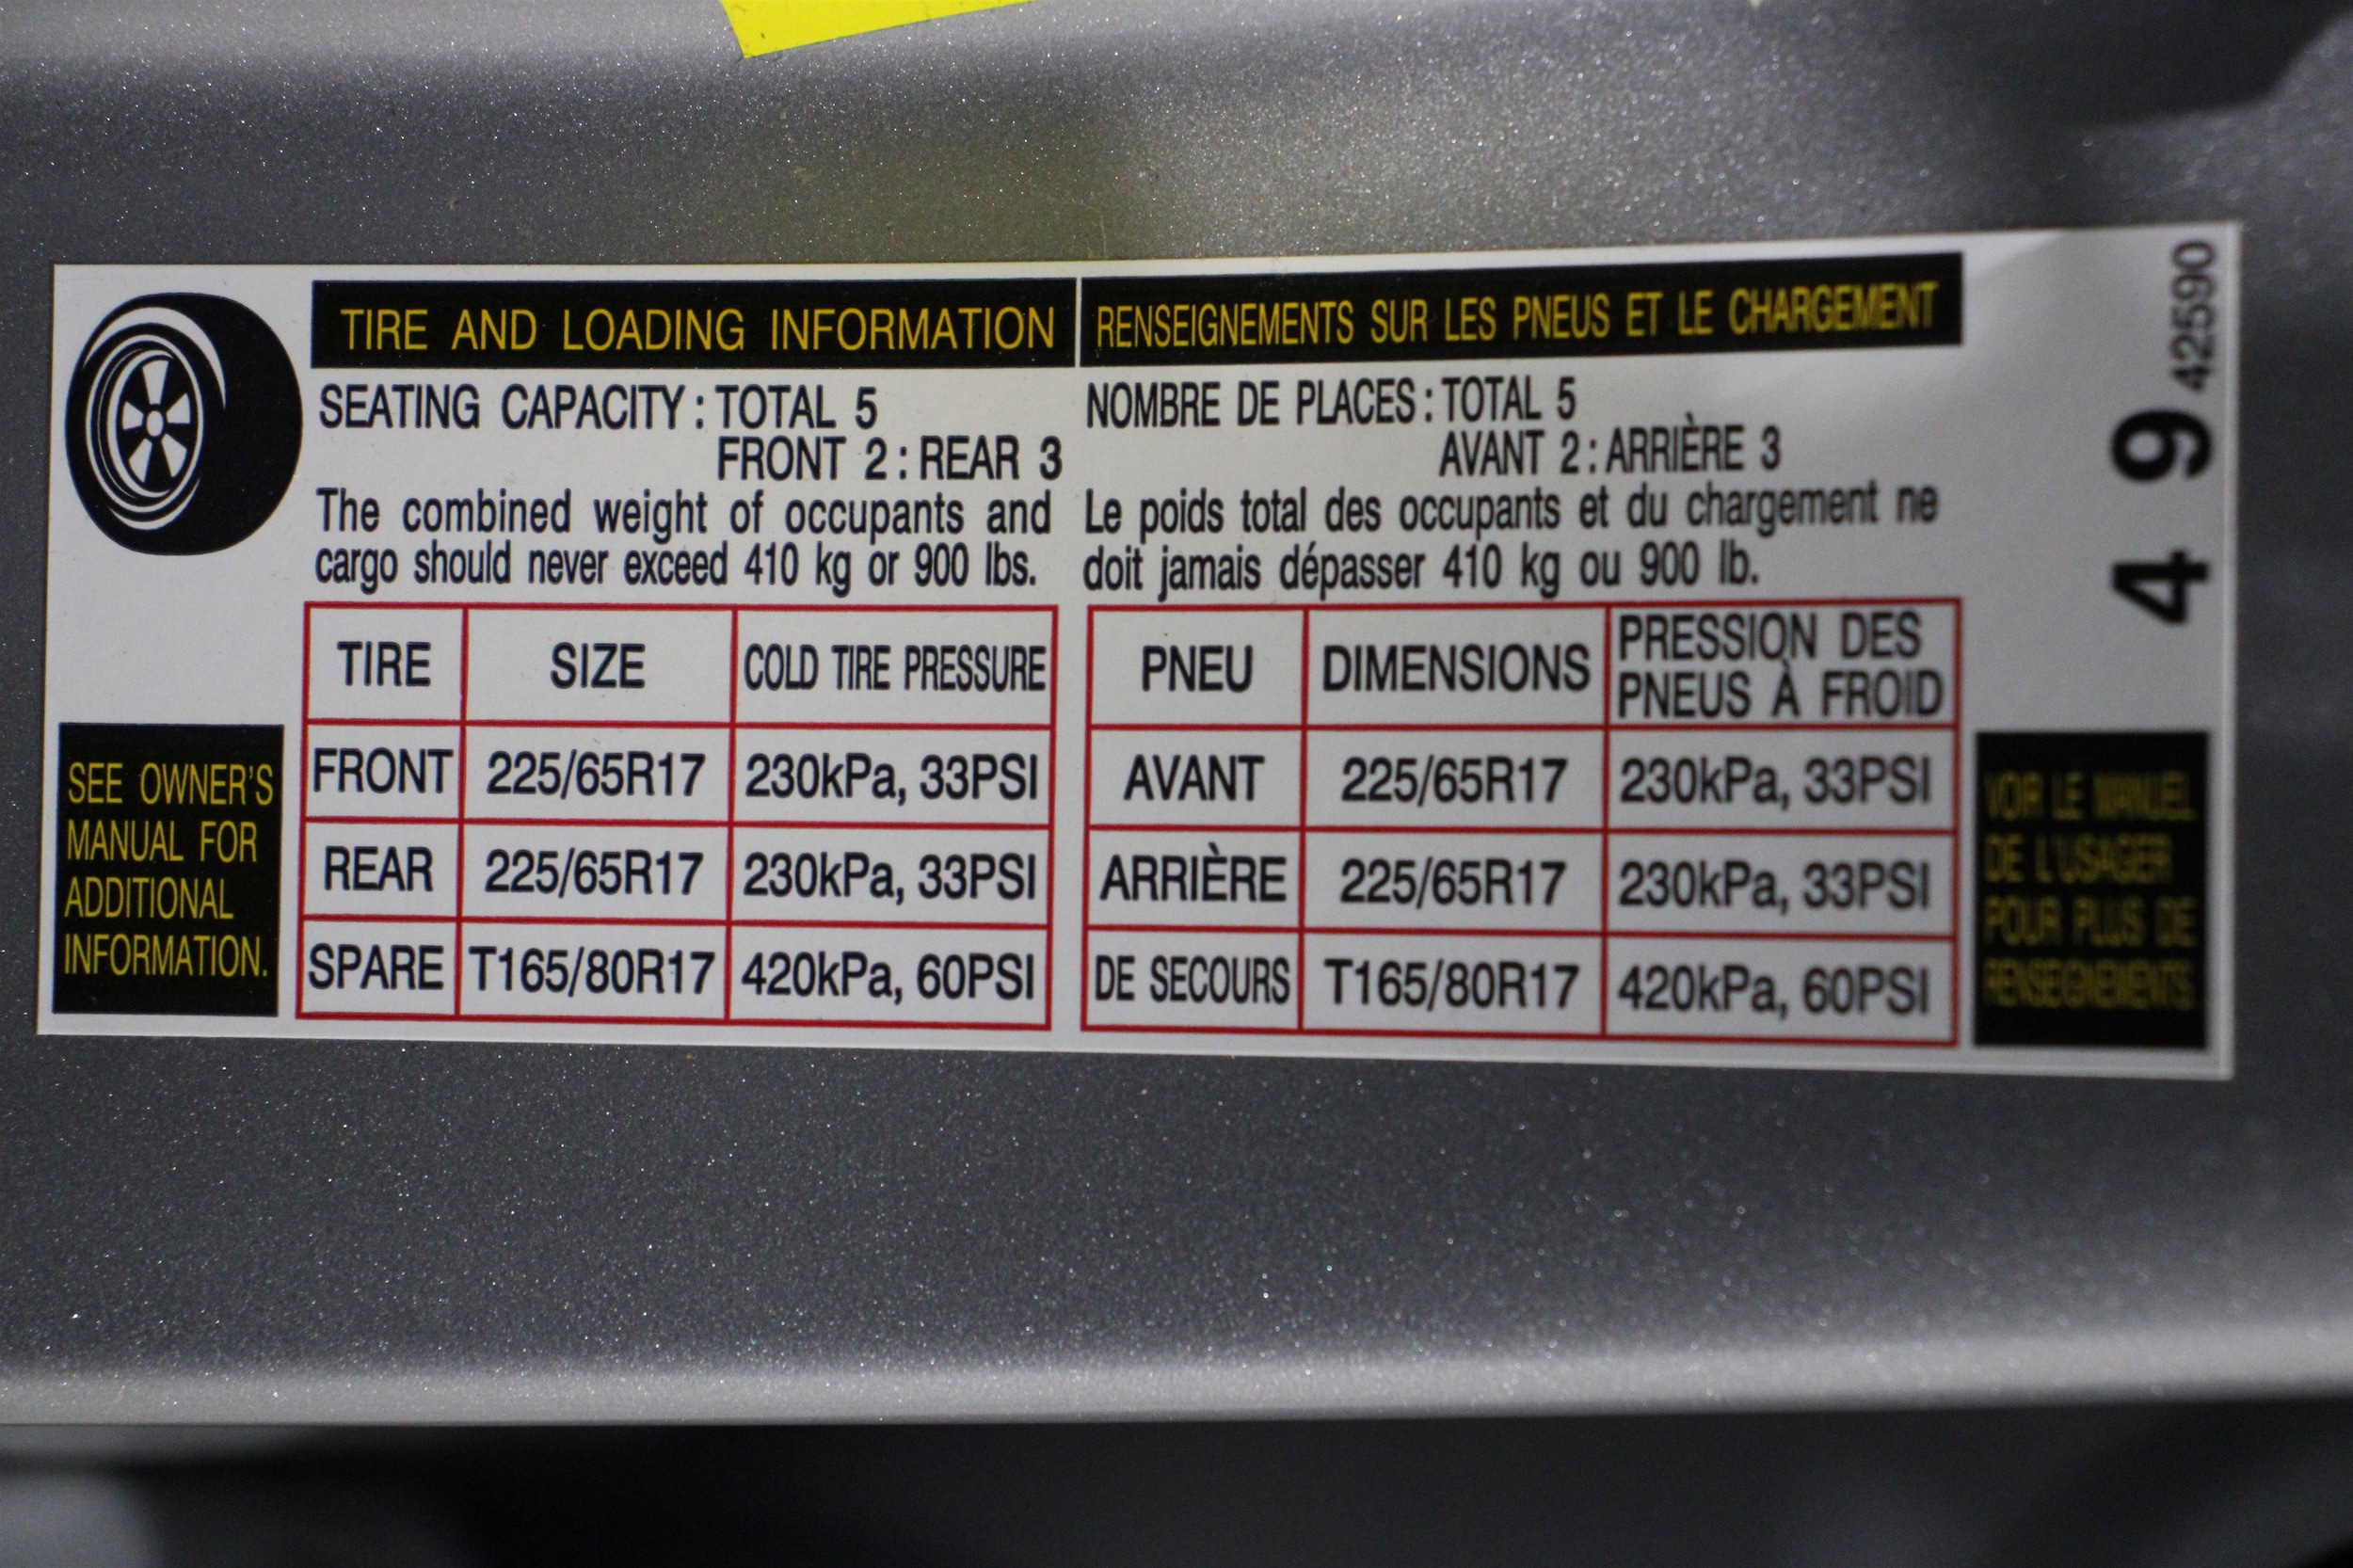 TIRE AND LOADING INFORMATION
SEATING CAPACITY : TOTAL 5
FRONT 2 : REAR 3
The combined weight of occupants and
cargo should never exceed 410 kg or 900 lbs.
TIRE SIZE COLD TIRE PRESSURE
FRONT 225/65R17 230kPa, 33PSI
REAR 225/65R17 230kPa, 33PSI
SPARE T165/80R17 420kPa, 60PSI
SEE OWNER'S
MANUAL FOR
ADDITIONAL
INFORMATION.
RENSEIGNEMENTS SUR LES PNEUS ET LE CHARGEMENT
NOMBRE DE PLACES : TOTAL 5
AVANT 2 : ARRIÈRE 3
Le poids total des occupants et du chargement ne
doit jamais dépasser 410 kg ou 900 lb.
PNEU DIMENSIONS PRESSION DES
PNEUS À FROID
AVANT 225/65R17 230kPa, 33PSI
ARRIÈRE 225/65R17 230kPa, 33PSI
DE SECOURS T165/80R17 420kPa, 60PSI
VOIR LE MANUEL
DE L'USAGER
POUR PLUS DE
RENSEIGNEMENTS.
42590
4 9